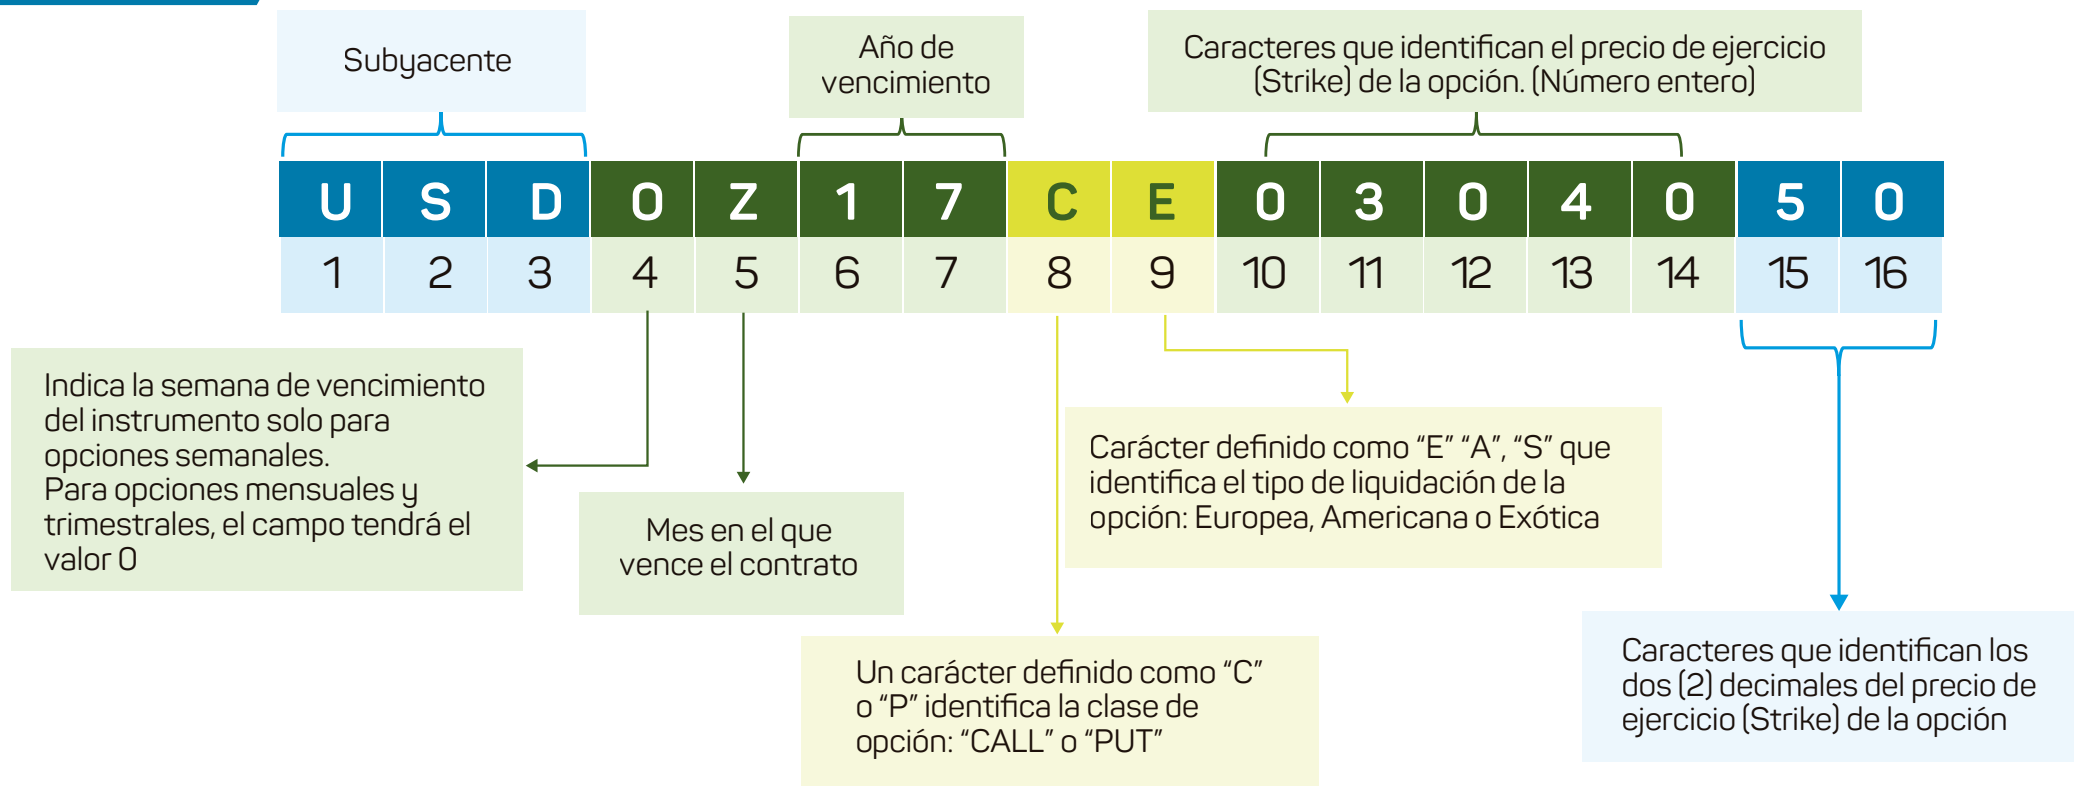 Subyacente
Año de
vencimiento
Caracteres que identifican el precio de ejercicio
(Strike) de la opción. (Número entero)
U S D 0 Z 1 7 C E 0 3 0 4 0 5 0
1 2 3 4 5 6 7 8 9 10 11 12 13 14 15 16
Indica la semana de vencimiento
del instrumento solo para
opciones semanales.
Para opciones mensuales y
trimestrales, el campo tendrá el
valor 0
Mes en el que
vence el contrato
Un carácter definido como “C”
o “P” identifica la clase de
opción: “CALL” o “PUT”
Carácter definido como “E” “A”, “S” que
identifica el tipo de liquidación de la
opción: Europea, Americana o Exótica
Caracteres que identifican los
dos (2) decimales del precio de
ejercicio (Strike) de la opción